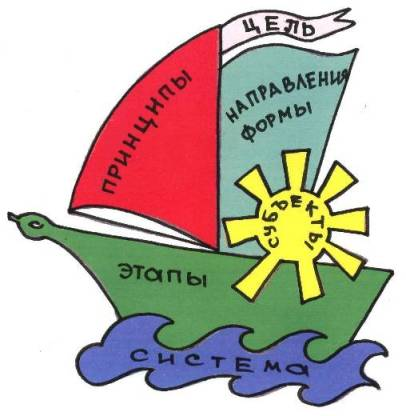 ЦЕЛЬ
ПРИНЦИПЫ
НАПРАВЛЕНИЯ
ФОРМЫ
СУБЪЕКТЫ
ЭТАПЫ
СИСТЕМА